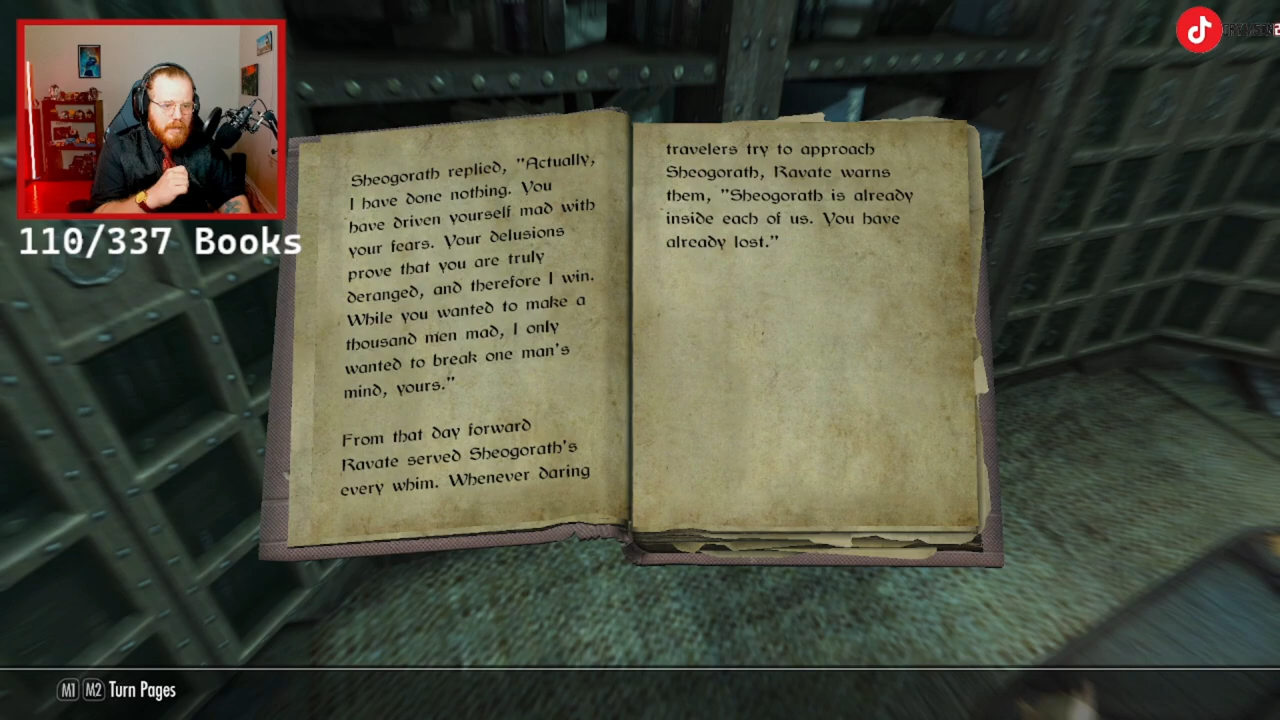 110/337 Books
Sheogorath replied, "Actually,
I have done nothing. You
have driven yourself mad with
your fears. Your delusions
prove that you are truly
deranged, and therefore I win.
While you wanted to make a
thousand men mad, I only
wanted to break one man's
mind, yours."
From that day forward
Ravate served Sheogorath's
every whim. Whenever daring
travelers try to approach
Sheogorath, Ravate warns
them, "Sheogorath is already
inside each of us. You have
already lost."
M1 M2 Turn Pages